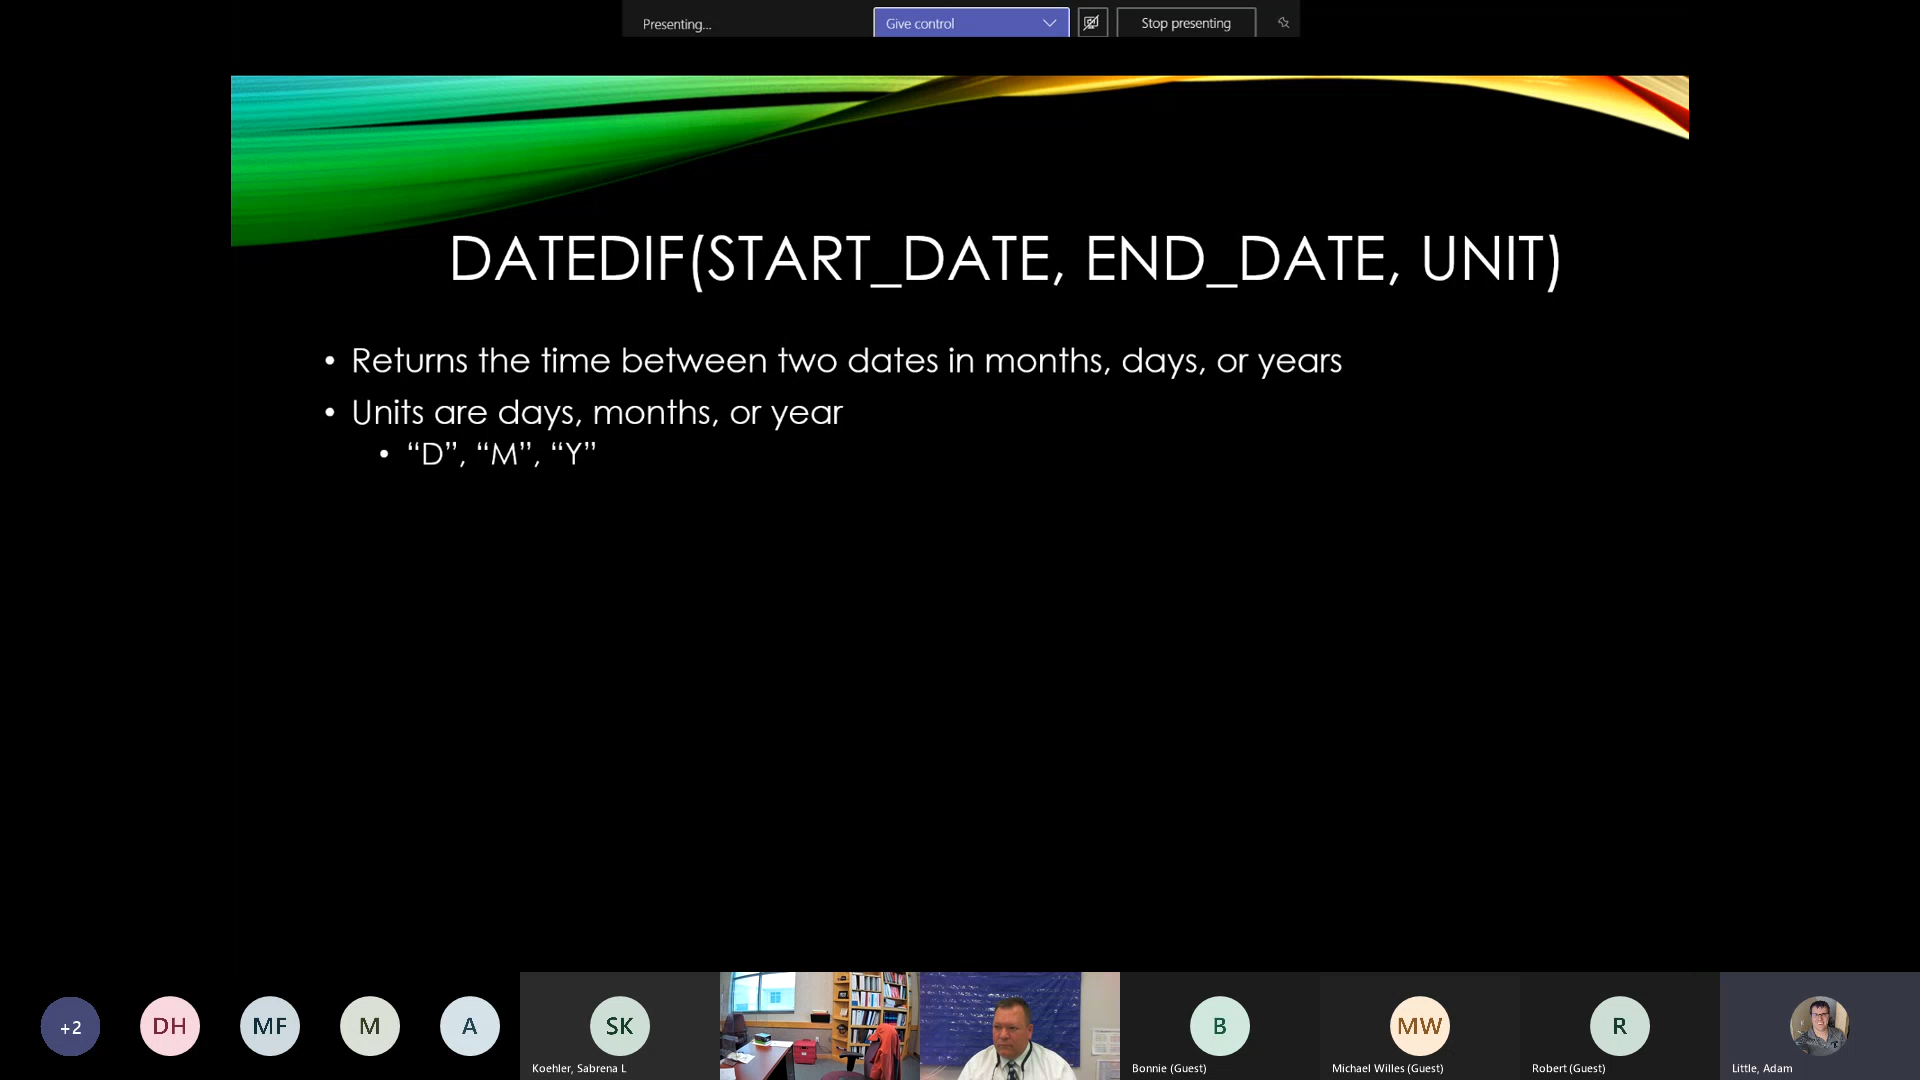 Presenting...
Give control
Stop presenting
DATEDIF(START_DATE, END_DATE, UNIT)
• Returns the time between two dates in months, days, or years
• Units are days, months, or year
• “D”, “M”, “Y”
+2
DH
MF
M
A
SK
B
MW
R
Koehler, Sabrena L
Bonnie (Guest)
Michael Willes (Guest)
Robert (Guest)
Little, Adam